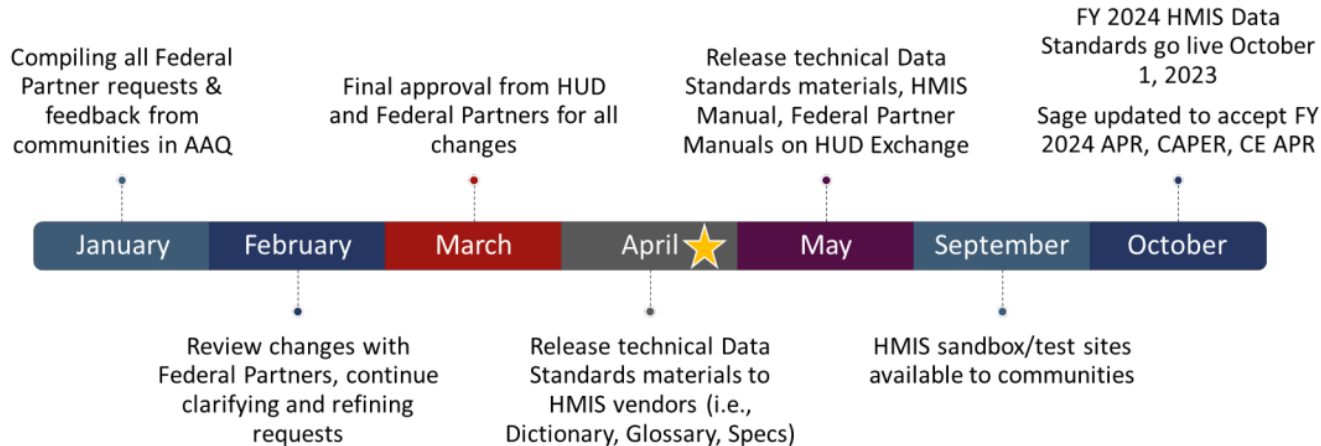 Compiling all Federal
Partner requests &
feedback from
communities in AAQ
Final approval from HUD
and Federal Partners for all
changes
Release technical Data
Standards materials, HMIS
Manual, Federal Partner
Manuals on HUD Exchange
FY 2024 HMIS Data
Standards go live October
1, 2023
Sage updated to accept FY
2024 APR, CAPER, CE APR
January
February
March
April
May
September
October
Review changes with
Federal Partners, continue
clarifying and refining
requests
Release technical Data
Standards materials to
HMIS vendors (i.e.,
Dictionary, Glossary, Specs)
HMIS sandbox/test sites
available to communities